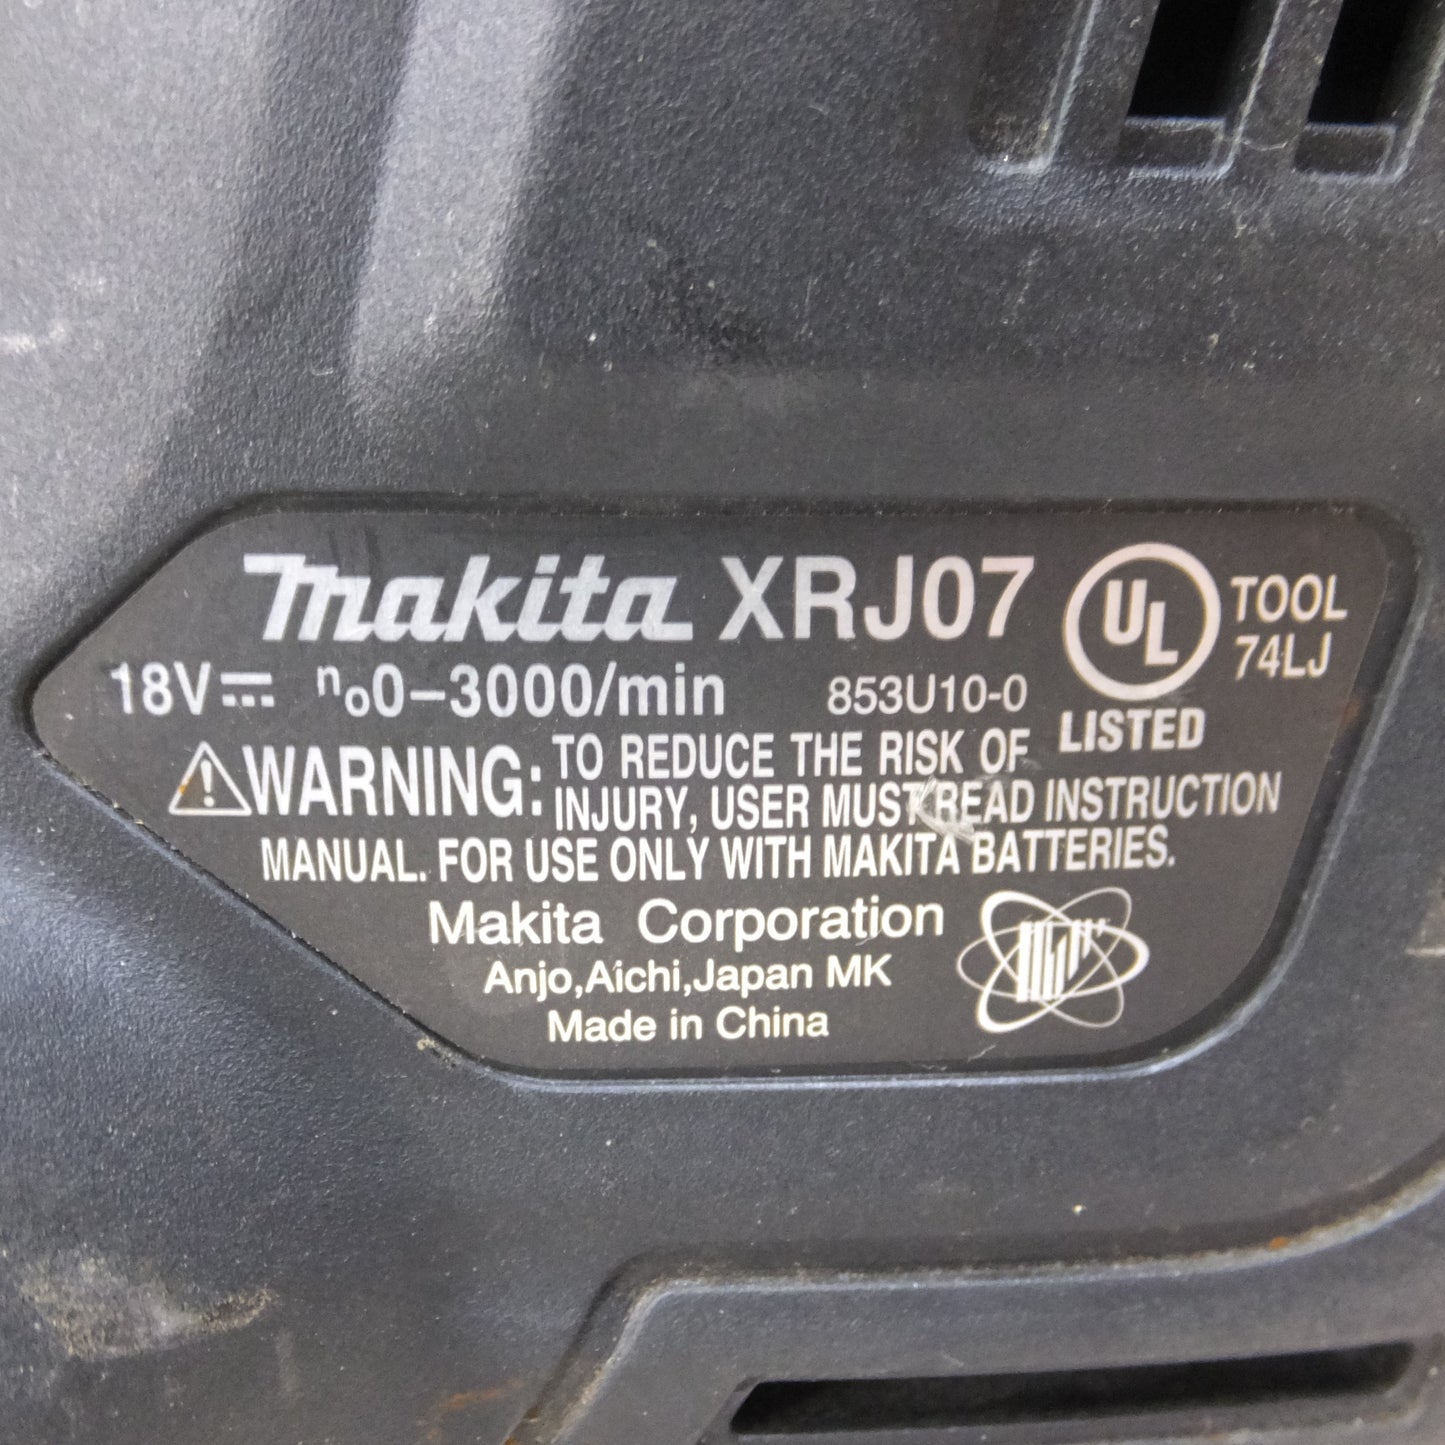 makita XRJ07
UL TOOL
74LJ
LISTED
18V n₀0–3000/min 853U10-0
WARNING: TO REDUCE THE RISK OF
INJURY, USER MUST READ INSTRUCTION
MANUAL. FOR USE ONLY WITH MAKITA BATTERIES.
Makita Corporation
Anjo,Aichi,Japan MK
Made in China